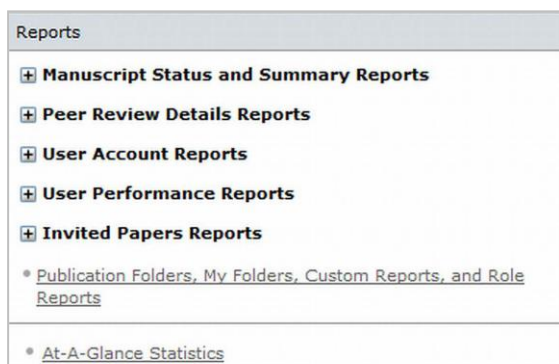 Reports
Manuscript Status and Summary Reports
Peer Review Details Reports
User Account Reports
User Performance Reports
Invited Papers Reports
Publication Folders, My Folders, Custom Reports, and Role
Reports
At-A-Glance Statistics